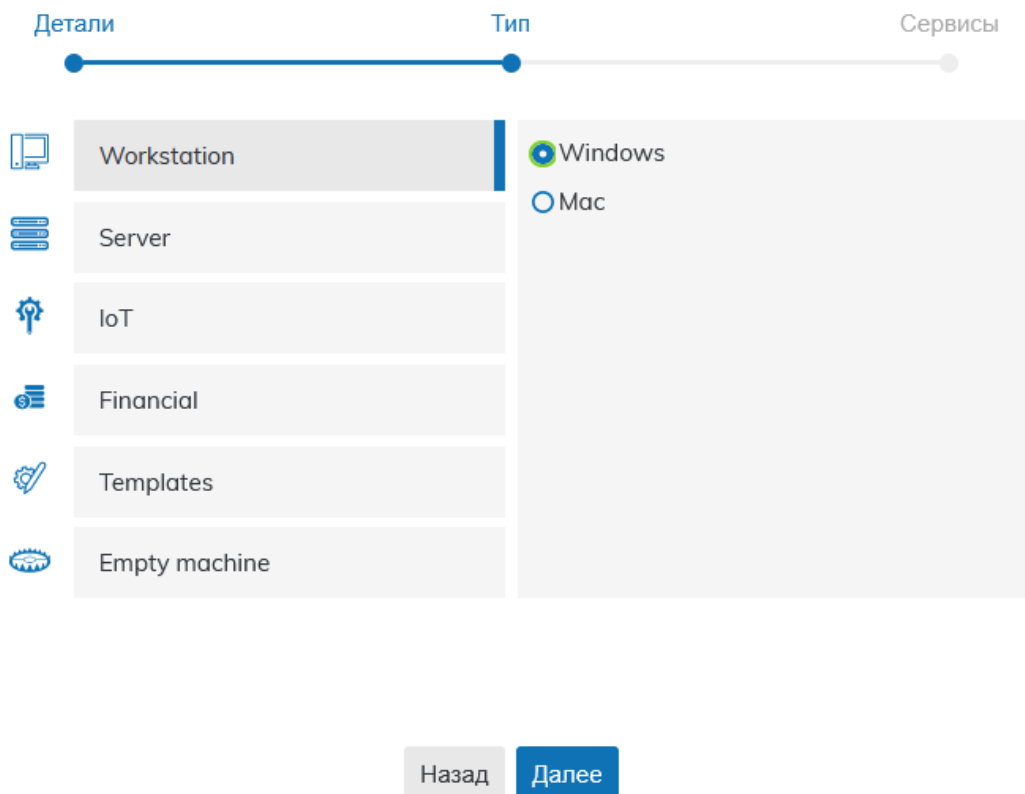 Детали Тип Сервисы
Workstation
Server
IoT
Financial
Templates
Empty machine
Windows
Mac
Назад Далее